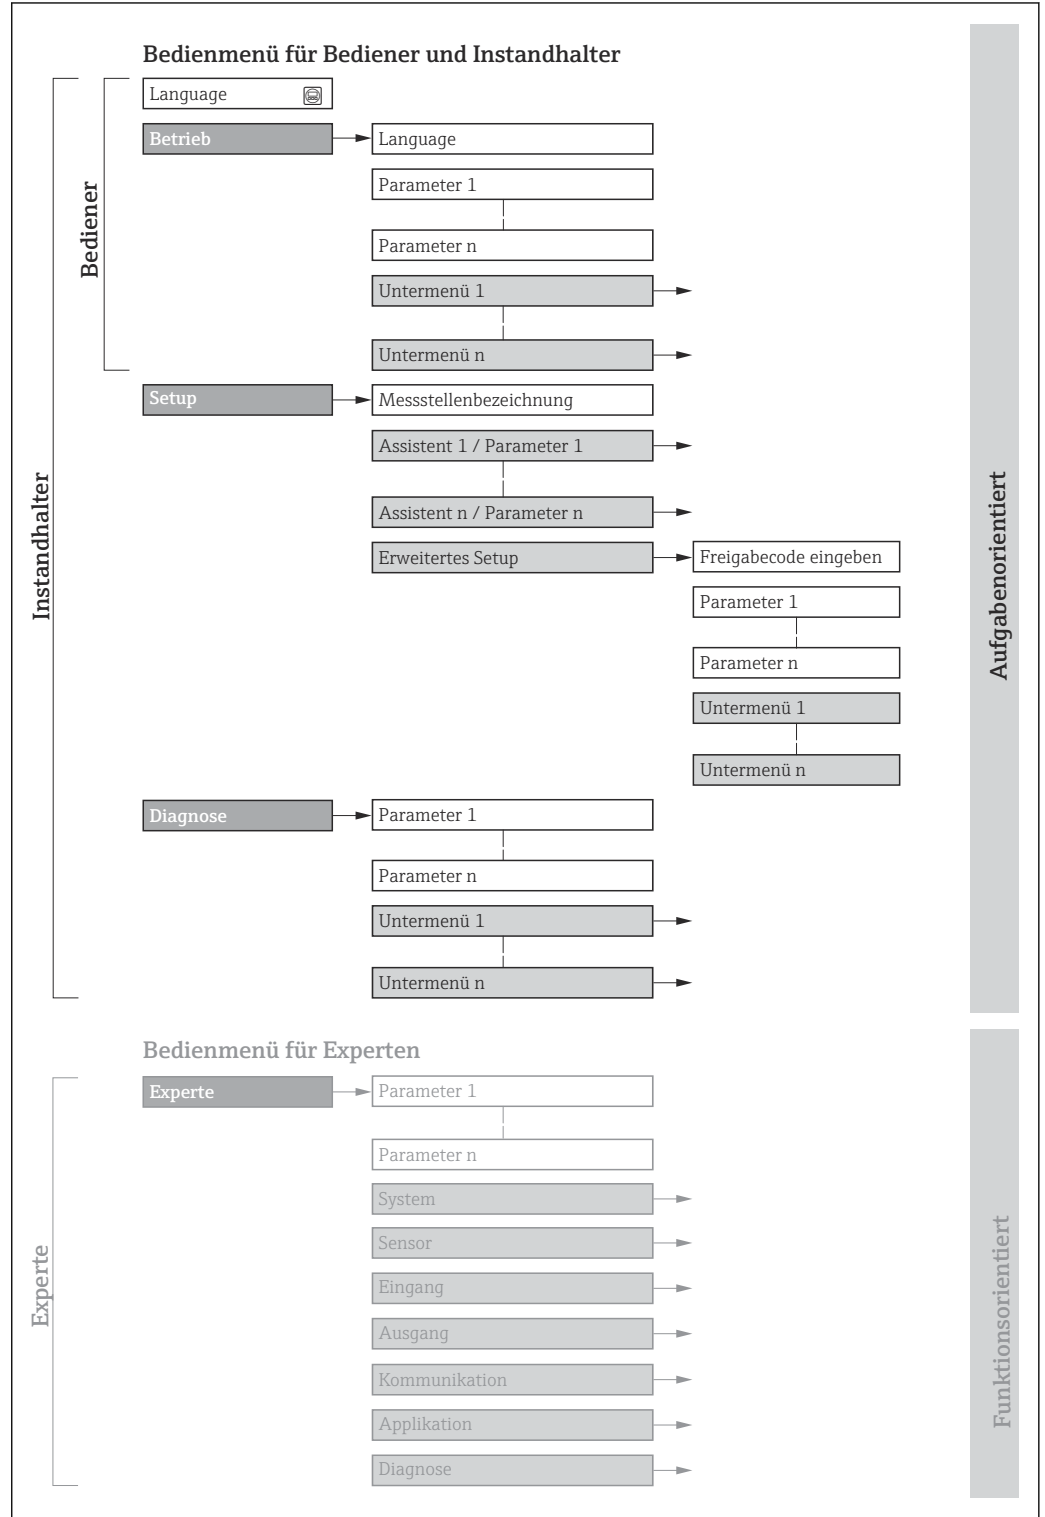 Bedienmenü für Bediener und Instandhalter
Language
Betrieb
Language
Parameter 1
Parameter n
Untermenü 1
Untermenü n
Bediener
Setup
Messstellenbezeichnung
Assistent 1 / Parameter 1
Assistent n / Parameter n
Erweitertes Setup
Freigabecode eingeben
Parameter 1
Parameter n
Untermenü 1
Untermenü n
Instandhalter
Aufgabenorientiert
Diagnose
Parameter 1
Parameter n
Untermenü 1
Untermenü n
Bedienmenü für Experten
Experte
Parameter 1
Parameter n
System
Sensor
Eingang
Ausgang
Kommunikation
Applikation
Diagnose
Experte
Funktionsorientiert